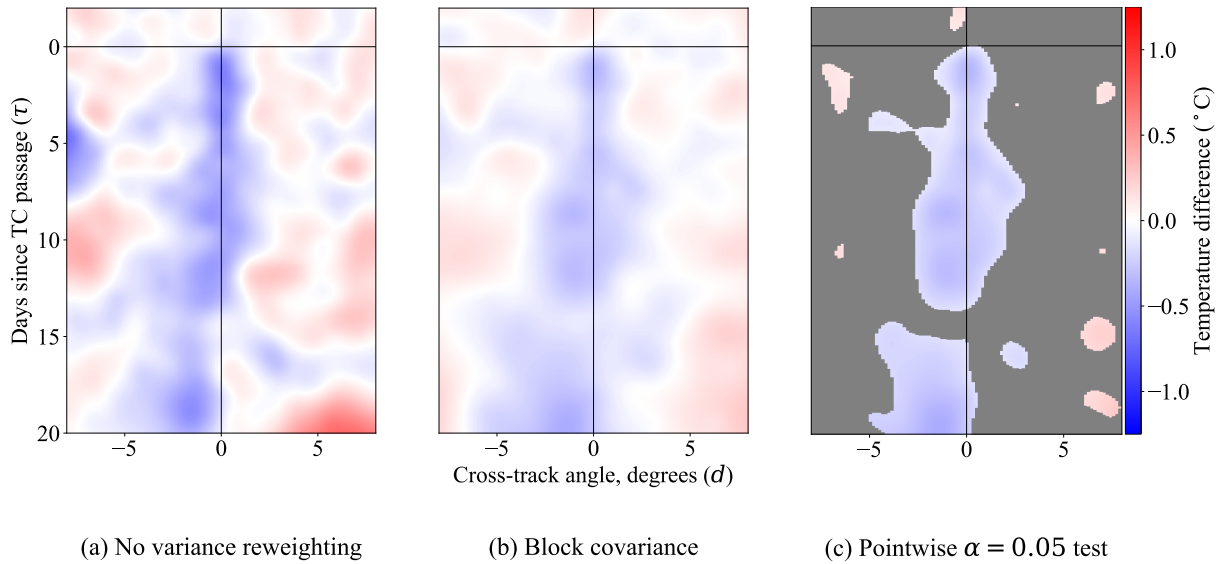 0
5
10
15
20
Days since TC passage (τ)
−5 0 5
−5 0 5
−5 0 5
Cross-track angle, degrees (d)
1.0
0.5
0.0
−0.5
−1.0
Temperature difference (°C)
(a) No variance reweighting
(b) Block covariance
(c) Pointwise α = 0.05 test